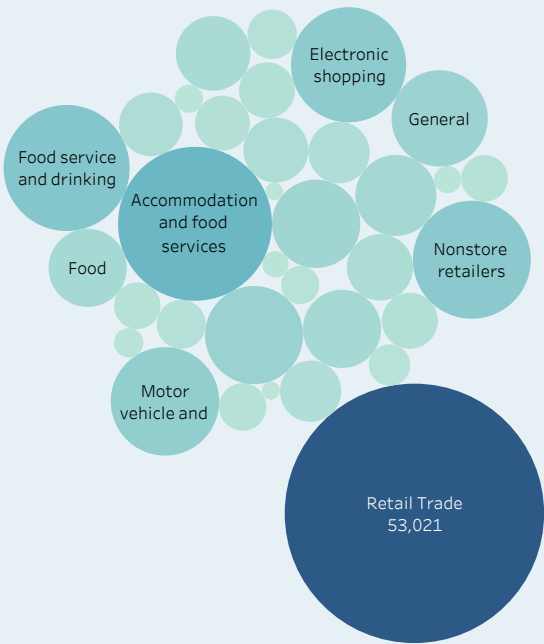 Electronic
shopping
General
Food service
and drinking
Accommodation
and food
services
Nonstore
retailers
Food
Motor
vehicle and
Retail Trade
53,021